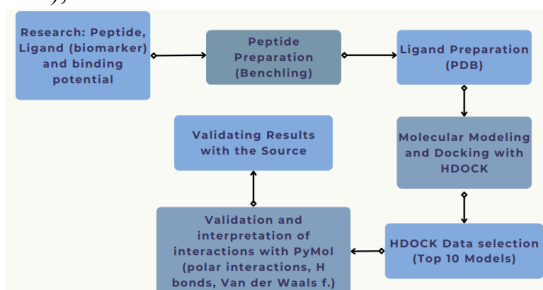 Research: Peptide,
Ligand (biomarker)
and binding
potential
Peptide
Preparation
(Benchling)
Ligand Preparation
(PDB)
Validating Results
with the Source
Molecular Modeling
and Docking with
HDOCK
Validation and
interpretation of
interactions with PyMol
(polar interactions, H
bonds, Van der Waals f.)
HDOCK Data selection
(Top 10 Models)